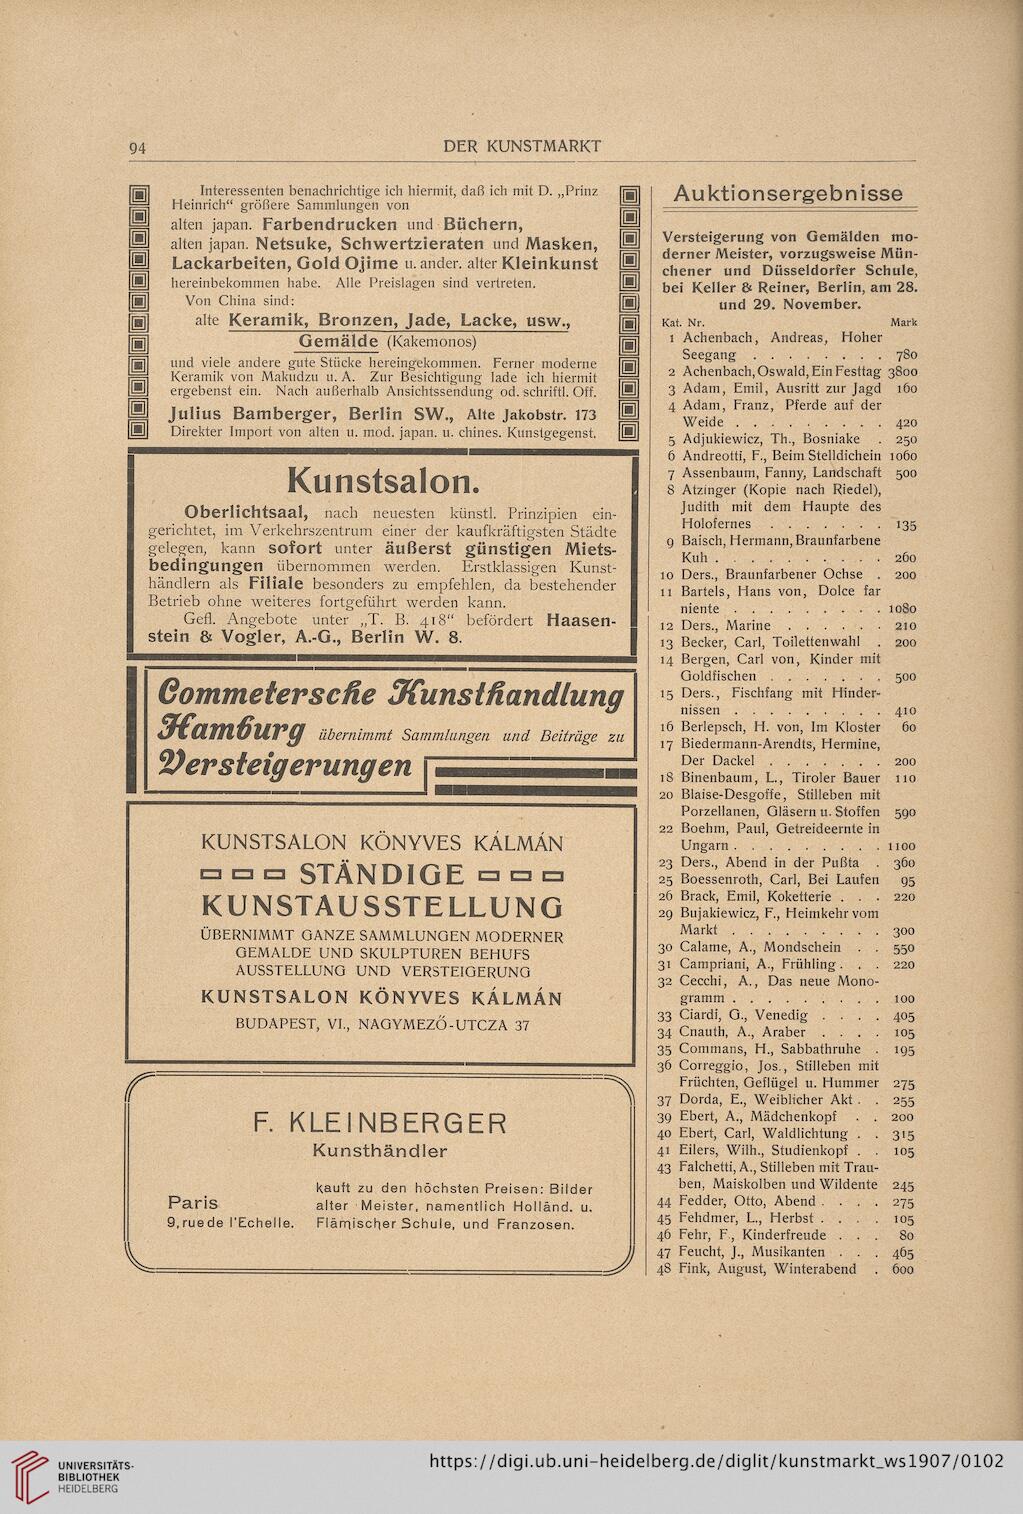 94
DER KUNSTMARKT
Interessenten benachrichtige ich hiermit, daß ich mit D. „Prinz
Heinrich“ größere Sammlungen von
alten japan. Farbendrucken und Büchern,
alten japan. Netsuke, Schwertzieraten und Masken,
Lackarbeiten, Gold Ojime u. ander. alter Kleinkunst
hereinbekommen habe. Alle Preislagen sind vertreten.
Von China sind:
alte Keramik, Bronzen, Jade, Lacke, usw.,
Gemälde (Kakemonos)
und viele andere gute Stücke hereingekommen. Ferner moderne
Keramik von Makudzu u. A. Zur Besichtigung lade ich hiermit
ergebenst ein. Nach außerhalb Ansichtssendung od. schriftl. Off.
Julius Bamberger, Berlin SW., Alte Jakobstr. 173
Direkter Import von alten u. mod. japan. u. chines. Kunstgegenst.
Kunstsalon.
Oberlichtsaal, nach neuesten künstl. Prinzipien ein-
gerichtet, im Verkehrszentrum einer der kaufkräftigsten Städte
gelegen, kann sofort unter äußerst günstigen Miets-
bedingungen übernommen werden. Erstklassigen Kunst-
händlern als Filiale besonders zu empfehlen, da bestehender
Betrieb ohne weiteres fortgeführt werden kann.
Gefl. Angebote unter „T. B. 418“ befördert Haasen-
stein & Vogler, A.-G., Berlin W. 8.
Commetersche Kunsthandlung
Hamburg übernimmt Sammlungen und Beiträge zu
Versteigerungen
KUNSTSALON KÖNYVES KÁLMÁN
STÄNDIGE
KUNSTAUSSTELLUNG
ÜBERNIMMT GANZE SAMMLUNGEN MODERNER
GEMALDE UND SKULPTUREN BEHUFS
AUSSTELLUNG UND VERSTEIGERUNG
KUNSTSALON KÖNYVES KÁLMÁN
BUDAPEST, VI., NAGYMEZŐ-UTCZA 37
F. KLEINBERGER
Kunsthändler
Paris
9, rue de l'Echelle.
kauft zu den höchsten Preisen: Bilder
alter Meister, namentlich Holländ. u.
Flämischer Schule, und Franzosen.
Auktionsergebnisse
Versteigerung von Gemälden mo-
derner Meister, vorzugsweise Mün-
chener und Düsseldorfer Schule,
bei Keller & Reiner, Berlin, am 28.
und 29. November.
Kat. Nr. Mark
1 Achenbach, Andreas, Hoher
Seegang . . . . . . . . 780
2 Achenbach, Oswald, Ein Festtag 3800
3 Adam, Emil, Ausritt zur Jagd 160
4 Adam, Franz, Pferde auf der
Weide . . . . . . . . . 420
5 Adjukiewicz, Th., Bosniake . 250
6 Andreotti, F., Beim Stelldichein 1060
7 Assenbaum, Fanny, Landschaft 500
8 Atzinger (Kopie nach Riedel),
Judith mit dem Haupte des
Holofernes . . . . . . . 135
9 Baisch, Hermann, Braunfarbene
Kuh . . . . . . . . . . 260
10 Ders., Braunfarbener Ochse . 200
11 Bartels, Hans von, Dolce far
niente . . . . . . . . . 1080
12 Ders., Marine . . . . . . 210
13 Becker, Carl, Toilettenwahl . 200
14 Bergen, Carl von, Kinder mit
Goldfischen . . . . . . . 500
15 Ders., Fischfang mit Hinder-
nissen . . . . . . . . . 410
16 Berlepsch, H. von, Im Kloster 60
17 Biedermann-Arendts, Hermine,
Der Dackel . . . . . . . 200
18 Binenbaum, L., Tiroler Bauer 110
20 Blaise-Desgoffe, Stilleben mit
Porzellanen, Gläsern u. Stoffen 590
22 Boehm, Paul, Getreideernte in
Ungarn . . . . . . . . . 1100
23 Ders., Abend in der Pußta . 360
25 Boessenroth, Carl, Bei Laufen 95
26 Brack, Emil, Koketterie . . . 220
29 Bujakiewicz, F., Heimkehr vom
Markt . . . . . . . . . 300
30 Calame, A., Mondschein . . 550
31 Campriani, A., Frühling . . . 220
32 Cecchi, A., Das neue Mono-
gramm . . . . . . . . . 100
33 Ciardi, G., Venedig . . . . 405
34 Cnauth, A., Araber . . . . 105
35 Commans, H., Sabbathruhe . 195
36 Correggio, Jos., Stilleben mit
Früchten, Geflügel u. Hummer 275
37 Dorda, E., Weiblicher Akt . . 255
39 Ebert, A., Mädchenkopf . . 200
40 Ebert, Carl, Waldlichtung . . 315
41 Eilers, Wilh., Studienkopf . . 105
43 Falchetti, A., Stilleben mit Trau-
ben, Maiskolben und Wildente 245
44 Fedder, Otto, Abend . . . . 275
45 Fehdmer, L., Herbst . . . . 105
46 Fehr, F., Kinderfreude . . . 80
47 Feucht, J., Musikanten . . . 465
48 Fink, August, Winterabend . 600
UNIVERSITÄTS-
BIBLIOTHEK
HEIDELBERG
https://digi.ub.uni-heidelberg.de/diglit/kunstmarkt_ws1907/0102